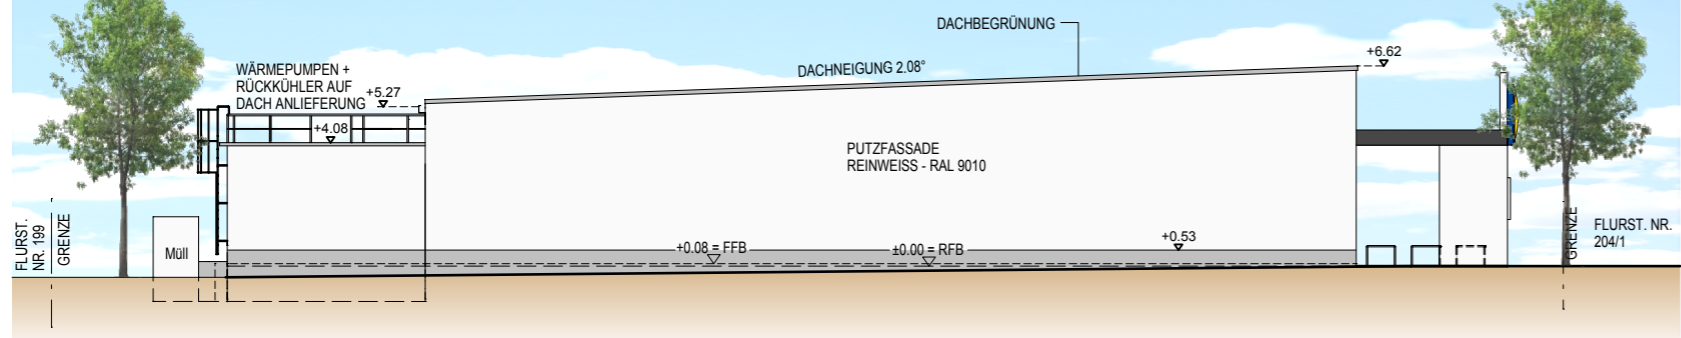 DACHBEGRÜNUNG
+6.62
DACHNEIGUNG 2.08°
WÄRMEPUMPEN +
RÜCKKÜHLER AUF
DACH ANLIEFERUNG
+5.27
+4.08
PUTZFASSADE
REINWEISS - RAL 9010
FLURST.
NR. 199
GRENZE
Müll
+0.08 = FFB
±0.00 = RFB
+0.53
GRENZE
FLURST. NR.
204/1